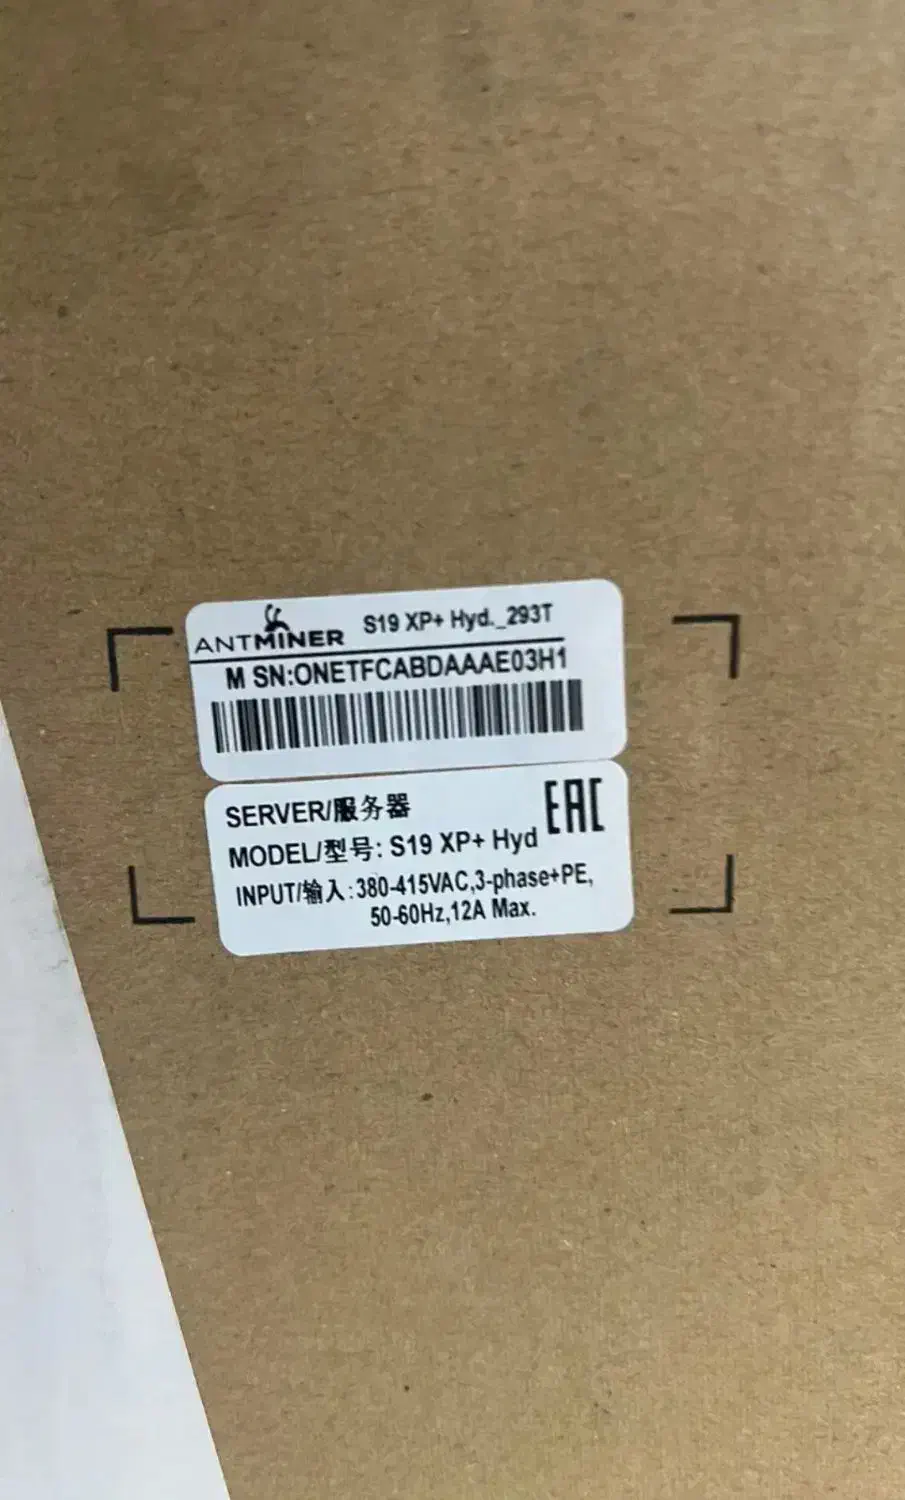 ANTMINER S19 XP+ Hyd._293T
M SN:ONETFCABDAAAE03H1
SERVER/服务器
EAC
MODEL/型号: S19 XP+ Hyd
INPUT/输入:380-415VAC,3-phase+PE,
50-60Hz,12A Max.